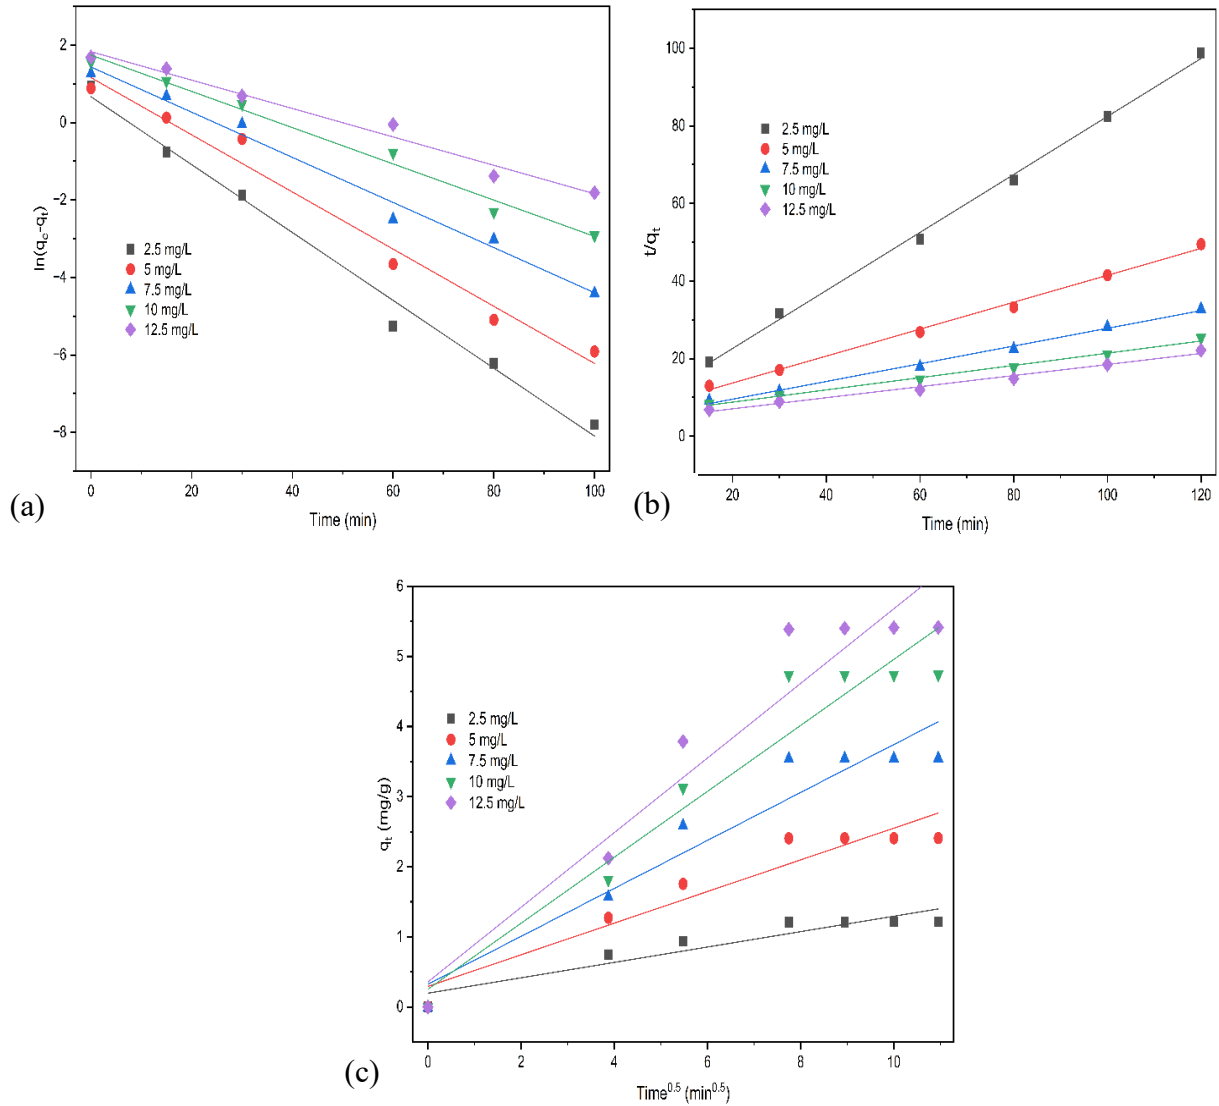 2
0
-2
-4
-6
-8
ln(qe-qt)
2.5 mg/L
5 mg/L
7.5 mg/L
10 mg/L
12.5 mg/L
0 20 40 60 80 100
Time (min)
(a)
100
80
60
40
20
0
t/qt
2.5 mg/L
5 mg/L
7.5 mg/L
10 mg/L
12.5 mg/L
20 40 60 80 100 120
Time (min)
(b)
6
5
4
3
2
1
0
qt (mg/g)
2.5 mg/L
5 mg/L
7.5 mg/L
10 mg/L
12.5 mg/L
0 2 4 6 8 10
Time^0.5 (min^0.5)
(c)